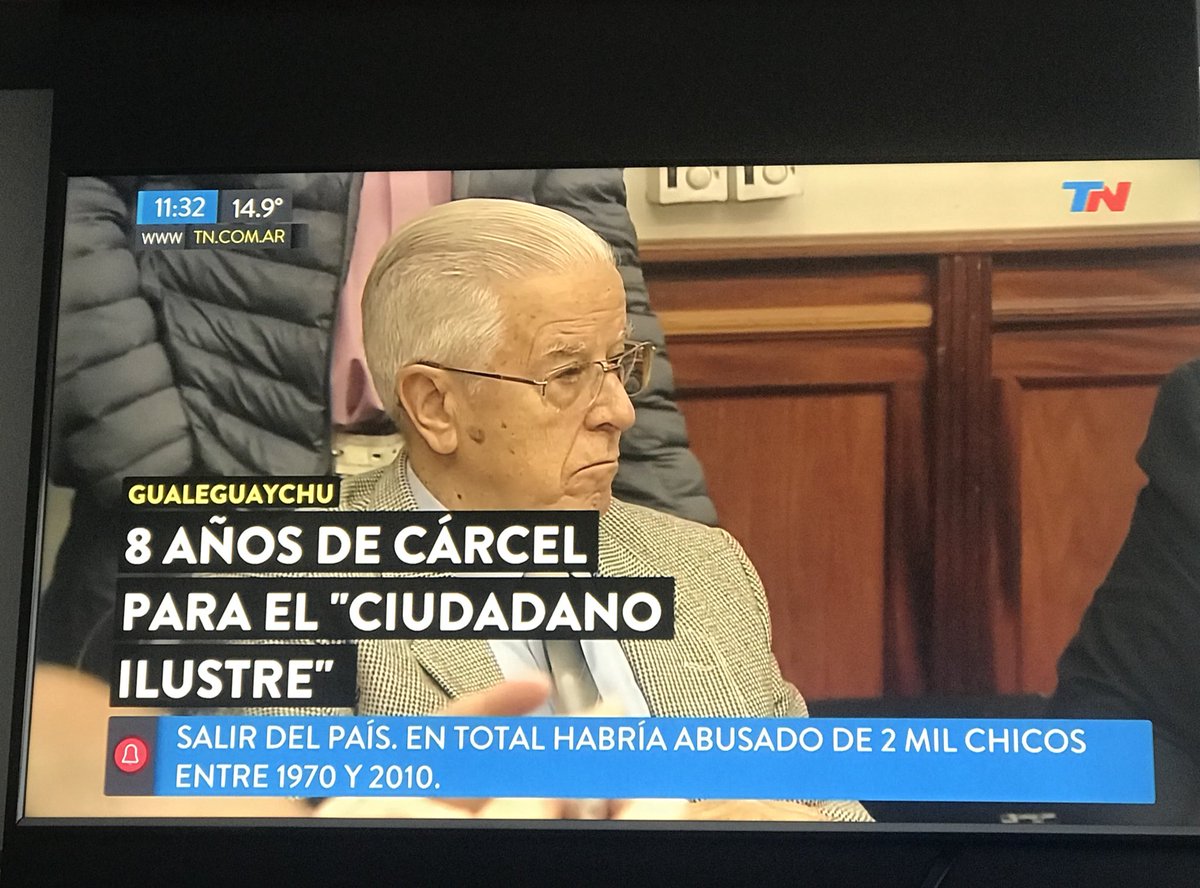 11:32 14.9°
WWW TN.COM.AR
TN
GUALEGUAYCHU
8 AÑOS DE CÁRCEL
PARA EL "CIUDADANO
ILUSTRE"
SALIR DEL PAÍS. EN TOTAL HABRÍA ABUSADO DE 2 MIL CHICOS
ENTRE 1970 Y 2010.